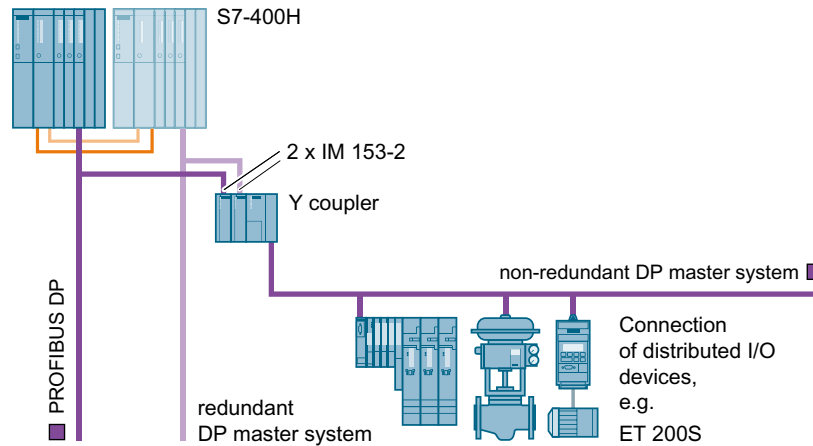 S7-400H
2 x IM 153-2
Y coupler
non-redundant DP master system
PROFIBUS DP
Connection
of distributed I/O
devices,
e.g.
ET 200S
redundant
DP master system